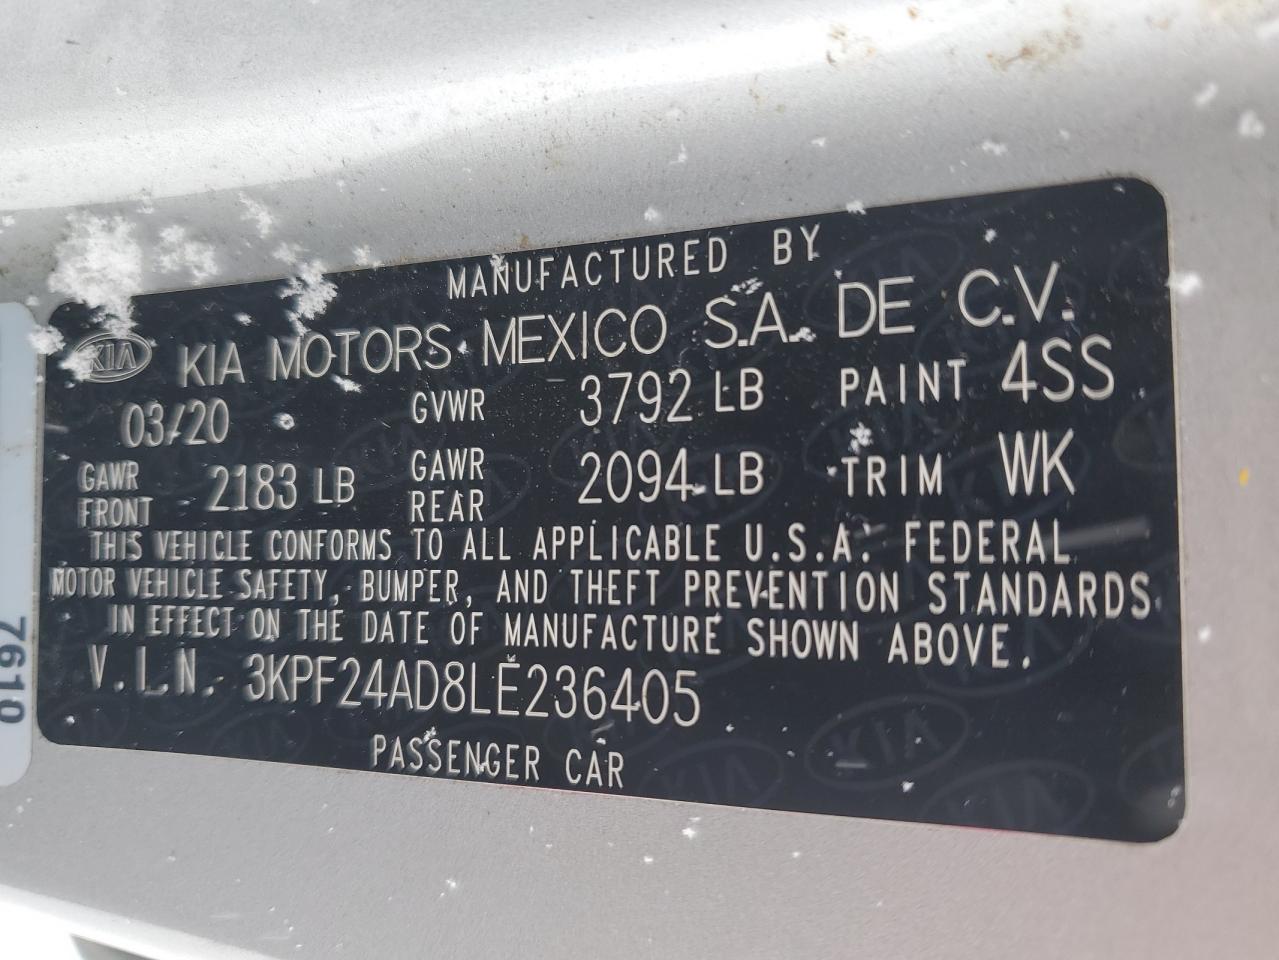 MANUFACTURED BY
KIA KIA MOTORS MEXICO S.A. DE C.V.
03/20 GVWR 3792 LB PAINT 4SS
GAWR FRONT 2183 LB GAWR REAR 2094 LB TRIM WK
THIS VEHICLE CONFORMS TO ALL APPLICABLE U.S.A. FEDERAL
MOTOR VEHICLE SAFETY, BUMPER, AND THEFT PREVENTION STANDARDS
IN EFFECT ON THE DATE OF MANUFACTURE SHOWN ABOVE.
V.I.N. 3KPF24AD8LE236405
PASSENGER CAR